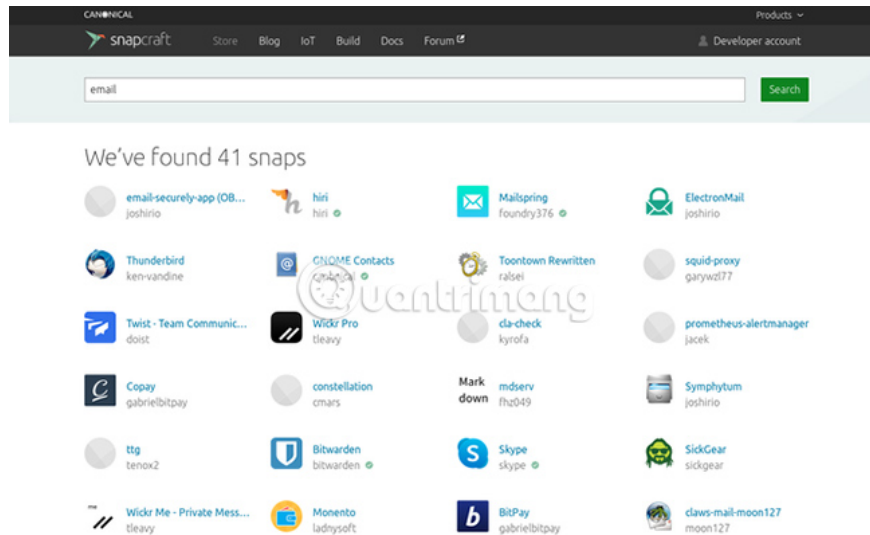 CANONICAL
Products
snapcraft Store Blog IoT Build Docs Forum Developer account
email Search
We've found 41 snaps
email-securely-app (OB... hiri Mailspring ElectronMail
joshirio hiri foundry376 joshirio
Thunderbird GNOME Contacts Toontown Rewritten squid-proxy
ken-vandine canonical ralsei garywzl77
Quantrimang
Twist - Team Communic... Wickr Pro cla-check prometheus-alertmanager
doist tleavy kyrofa jacek
Copay constellation Mark down mdserv Symphytum
gabrielbitpay cmars fhz049 joshirio
ttg Bitwarden Skype SickGear
tenox2 bitwarden skype sickgear
me
Wickr Me - Private Mess... Monento BitPay claws-mail-moon127
tleavy ladnysoft gabrielbitpay moon127